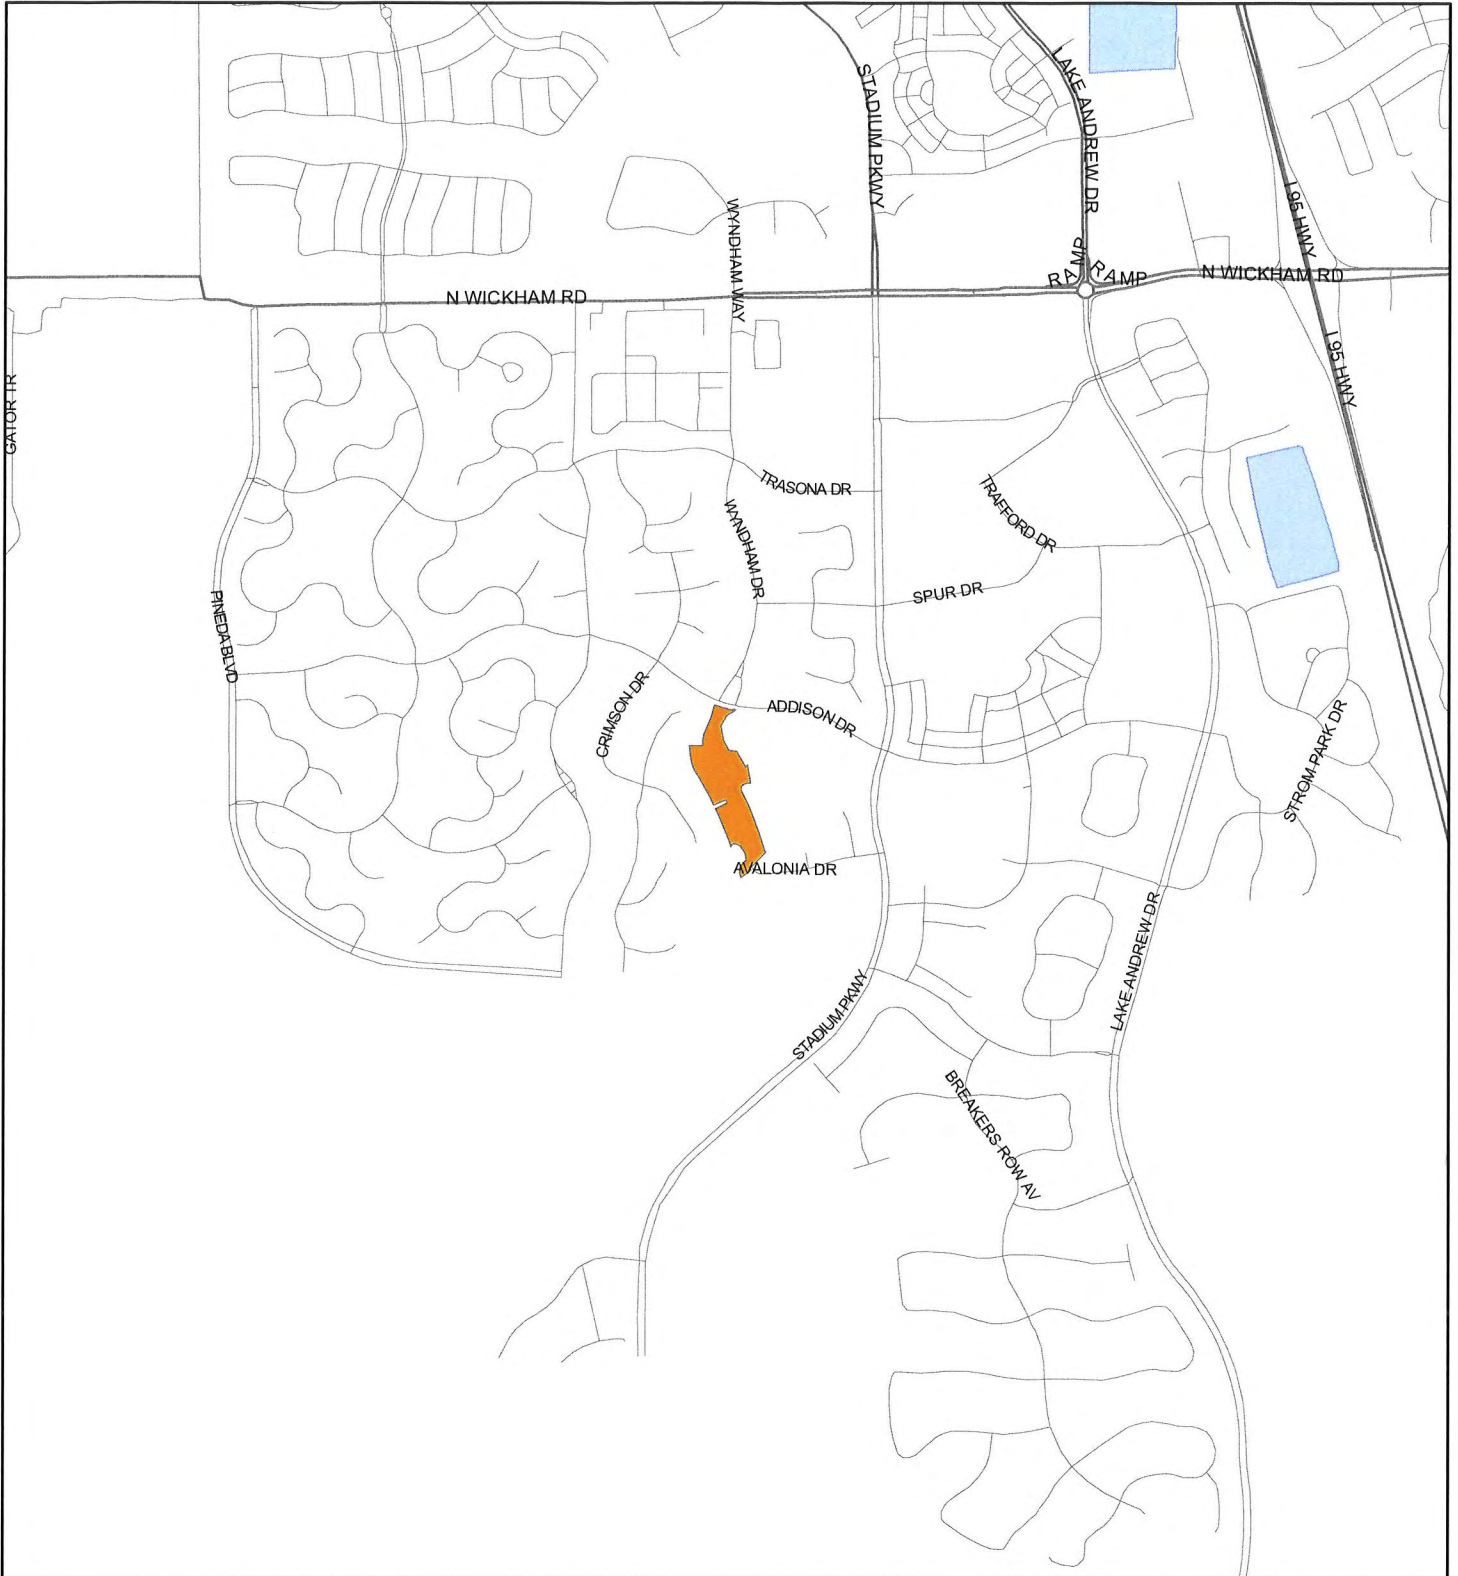 STADIUM PKWY
LAKE ANDREW DR
I 95 HWY
WYNDHAM WAY
RAMP
RAMP
N WICKHAM RD
N WICKHAM RD
I 95 HWY
GATOR TR
TRASONA DR
TRAFFORD DR
WYNDHAM DR
SPUR DR
PINEDA BLVD
CRIMSON DR
ADDISON DR
STROM PARK DR
AVALONIA DR
LAKE ANDREW DR
STADIUM PKWY
BREAKERS ROW AV